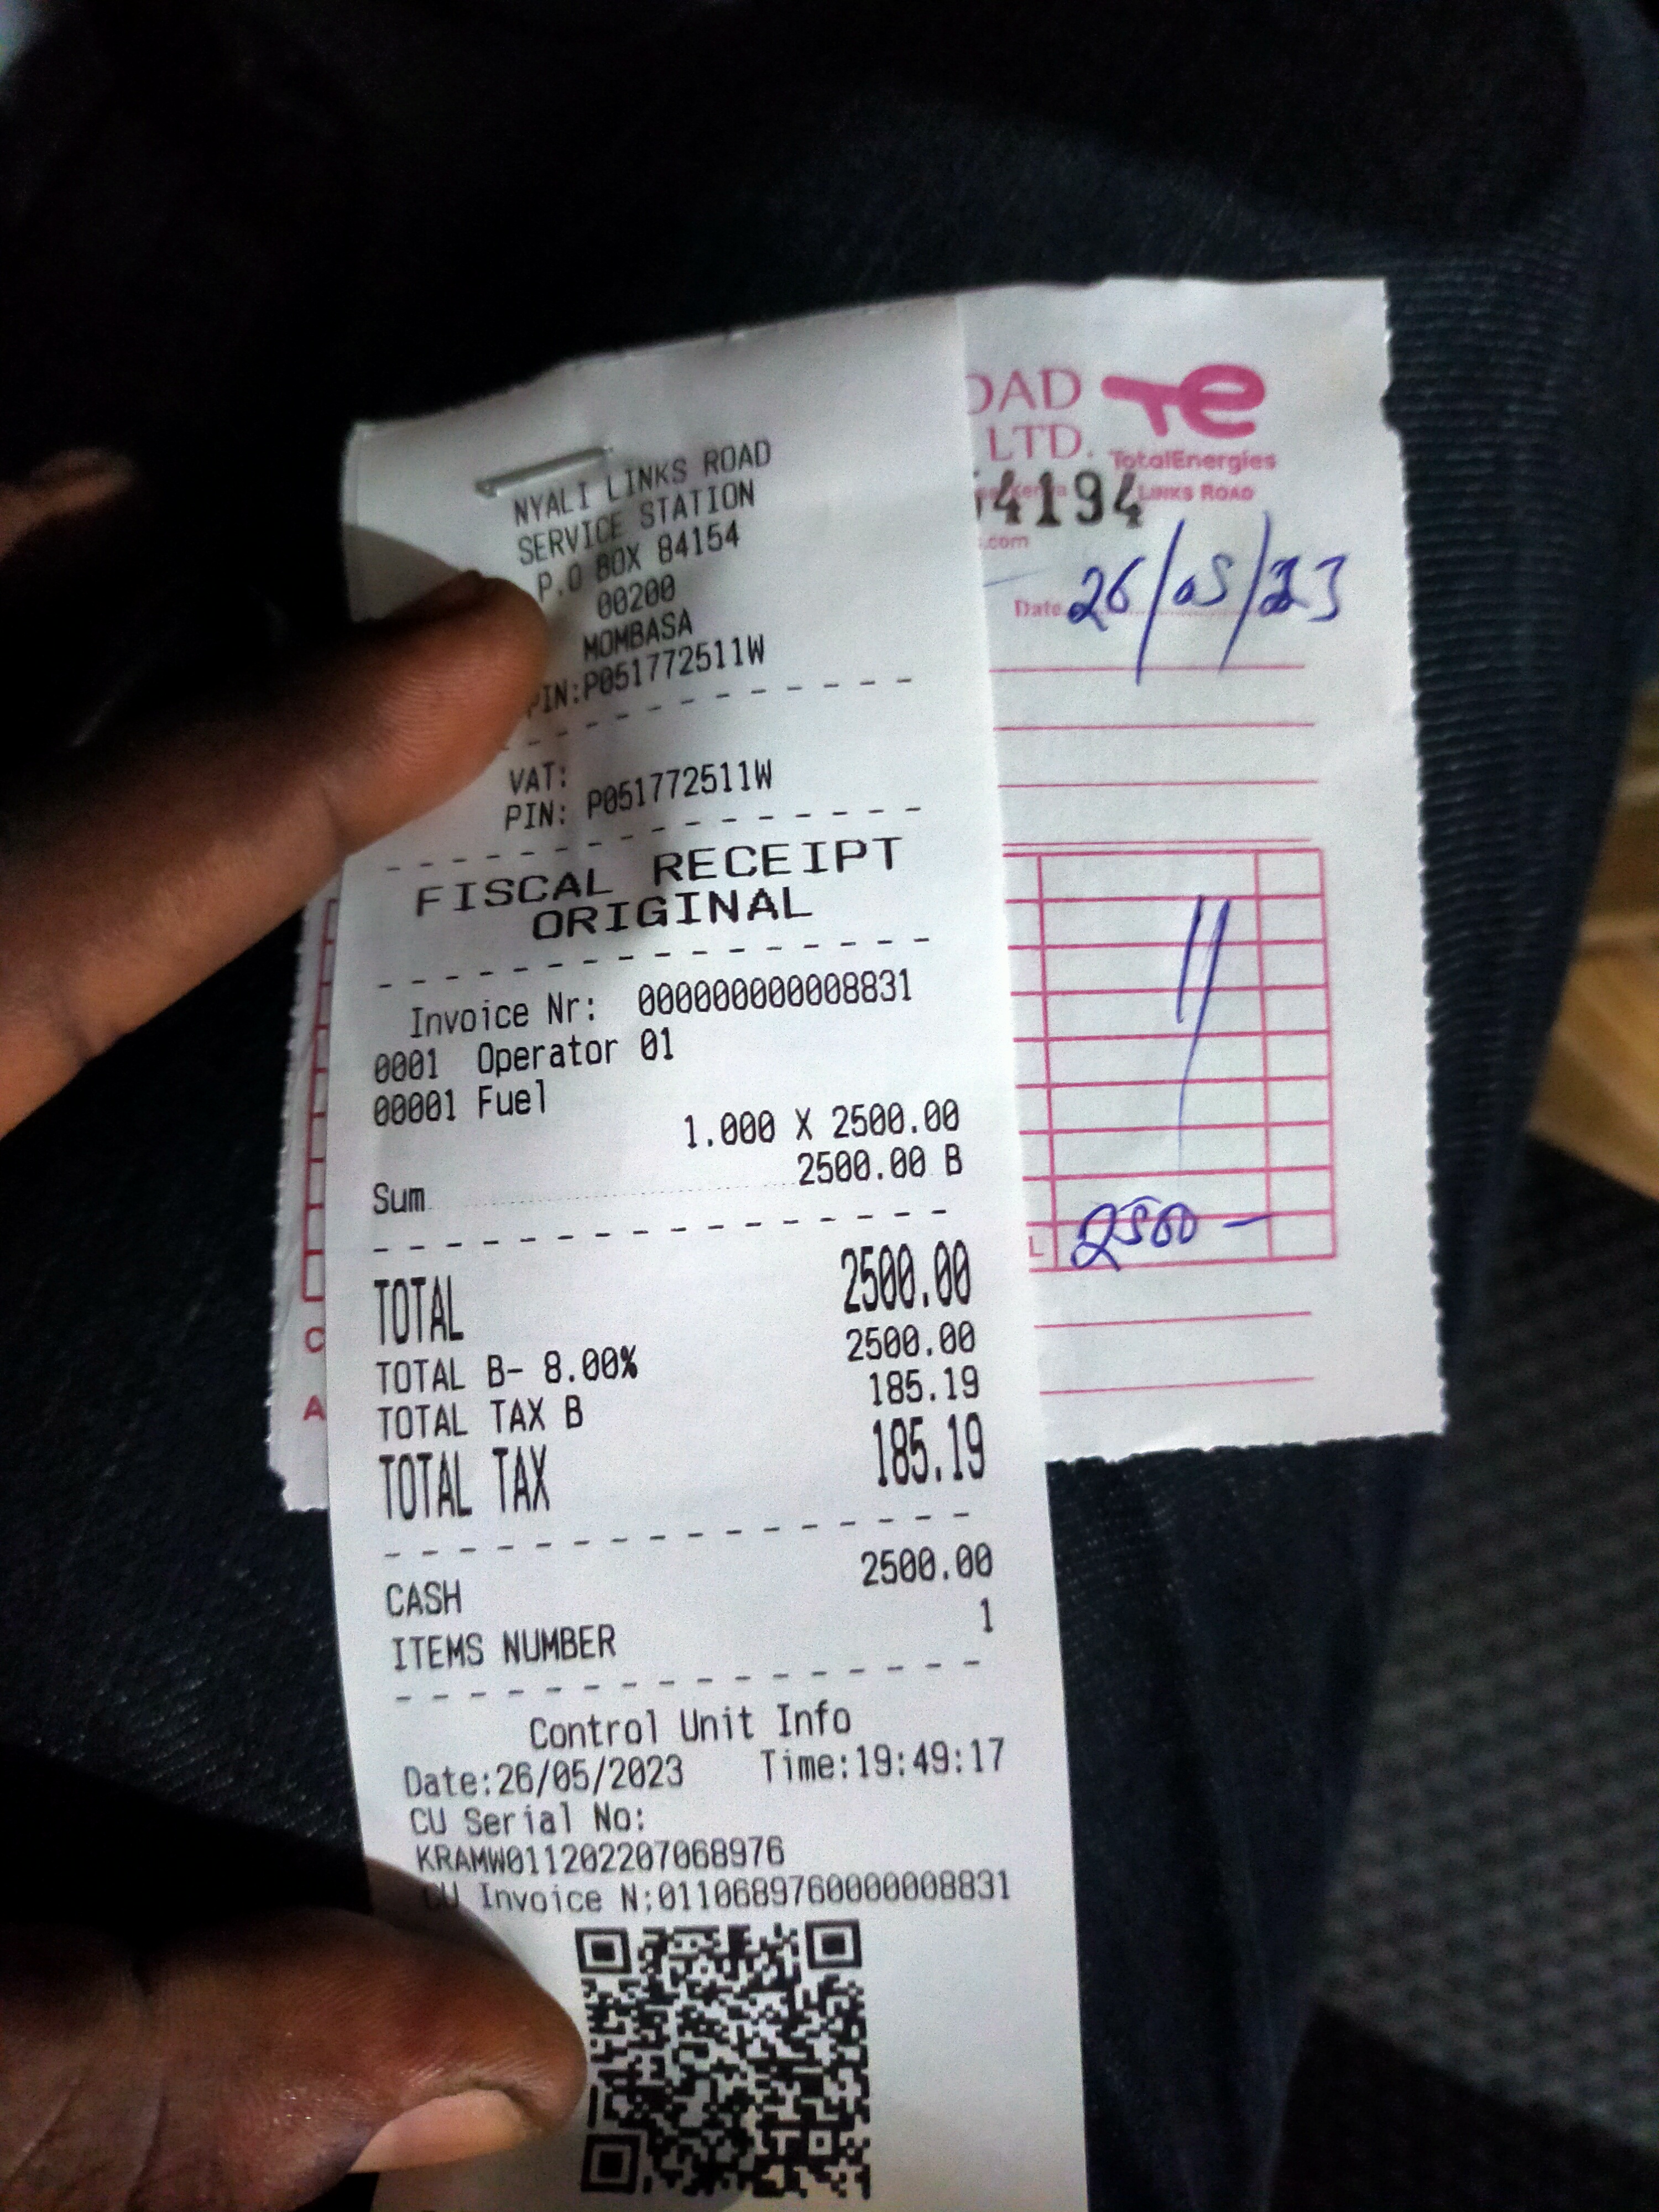 NYALI LINKS ROAD
SERVICE STATION
P.O BOX 84154
00200
MOMBASA
PIN:P051772511W
VAT:
PIN: P051772511W
FISCAL RECEIPT
ORIGINAL
Invoice Nr: 000000000008831
0001 Operator 01
00001 Fuel
1.000 X 2500.00
2500.00 B
Sum
TOTAL 2500.00
TOTAL B- 8.00% 2500.00
TOTAL TAX B 185.19
TOTAL TAX 185.19
CASH 2500.00
ITEMS NUMBER 1
Control Unit Info
Date:26/05/2023 Time:19:49:17
CU Serial No:
KRAMW011202207068976
CU Invoice N:0110689760000008831
OAD
LTD.
TotalEnergies
4194 LINKS ROAD
.com
Date 26/05/23
L 2500 -
C
A